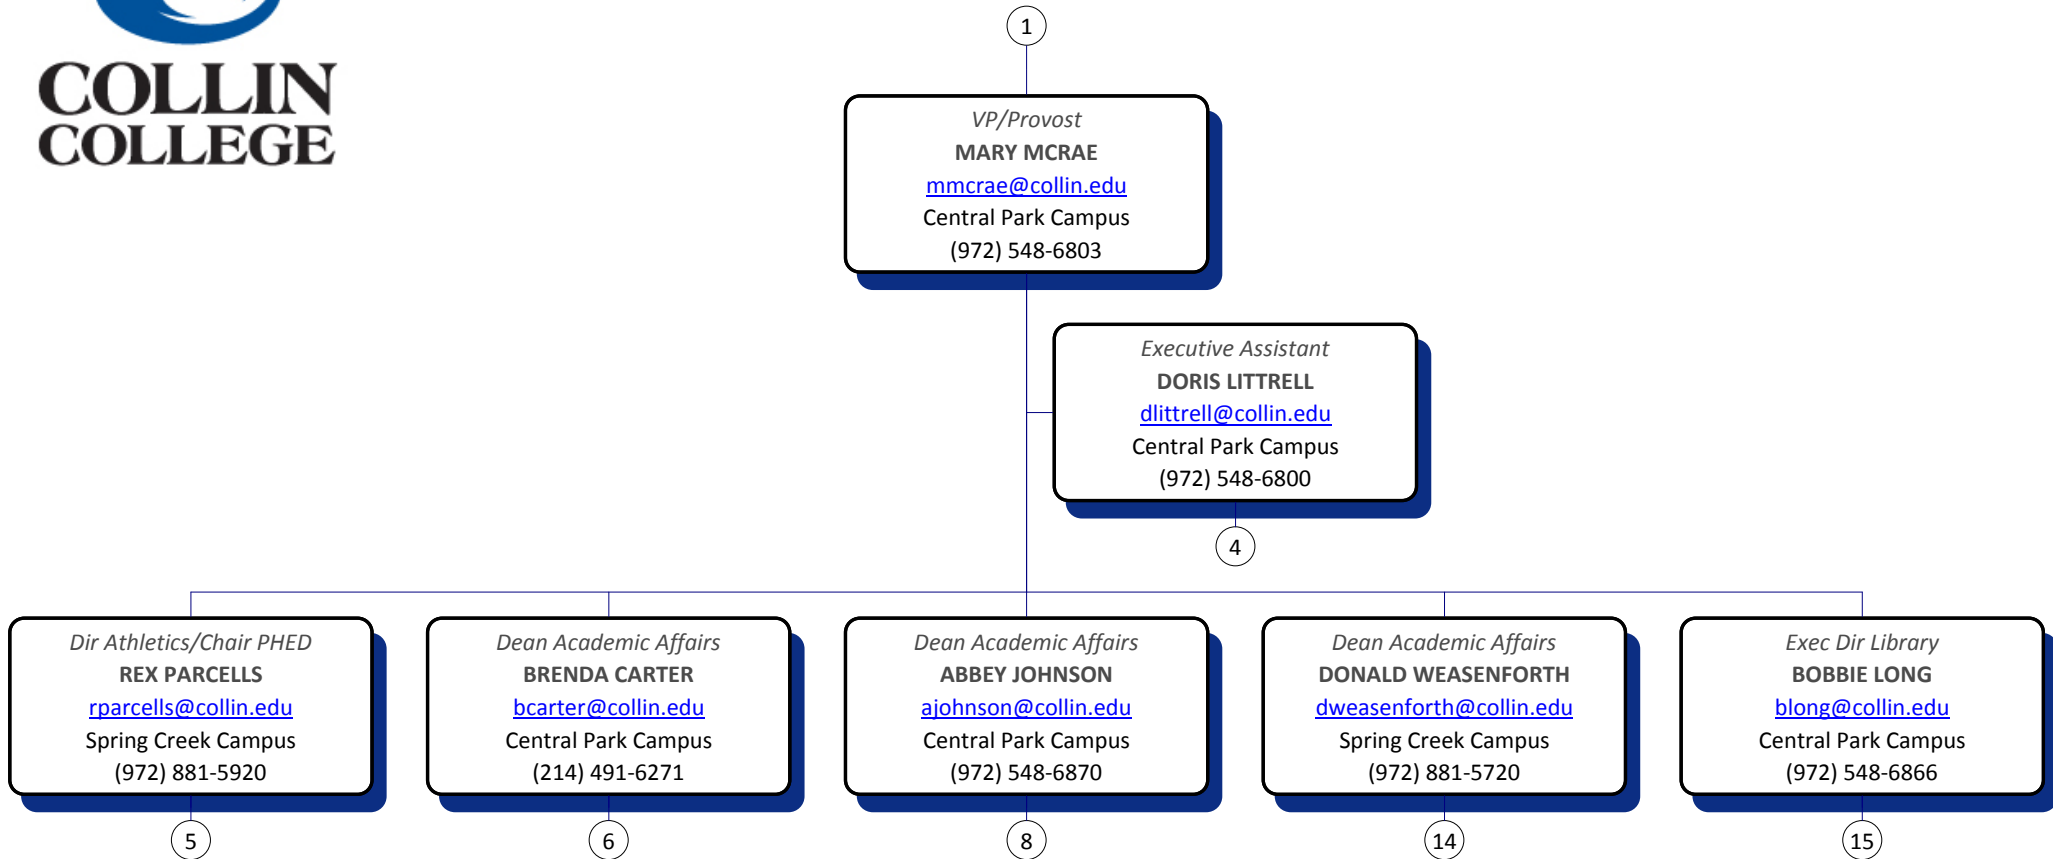 COLLIN
COLLEGE
1
VP/Provost
MARY MCRAE
mmcrae@collin.edu
Central Park Campus
(972) 548-6803
Executive Assistant
DORIS LITTRELL
dlittrell@collin.edu
Central Park Campus
(972) 548-6800
4
Dir Athletics/Chair PHED
REX PARCELLS
rparcells@collin.edu
Spring Creek Campus
(972) 881-5920
5
Dean Academic Affairs
BRENDA CARTER
bcarter@collin.edu
Central Park Campus
(214) 491-6271
6
Dean Academic Affairs
ABBEY JOHNSON
ajohnson@collin.edu
Central Park Campus
(972) 548-6870
8
Dean Academic Affairs
DONALD WEASENFORTH
dweasenforth@collin.edu
Spring Creek Campus
(972) 881-5720
14
Exec Dir Library
BOBBIE LONG
blong@collin.edu
Central Park Campus
(972) 548-6866
15